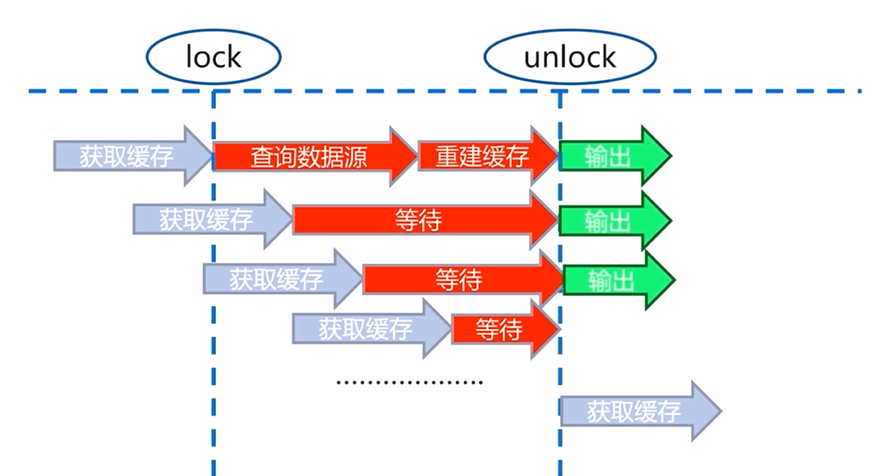 lock unlock
获取缓存 查询数据源 重建缓存 输出
获取缓存 等待 输出
获取缓存 等待 输出
获取缓存 等待
..................
获取缓存